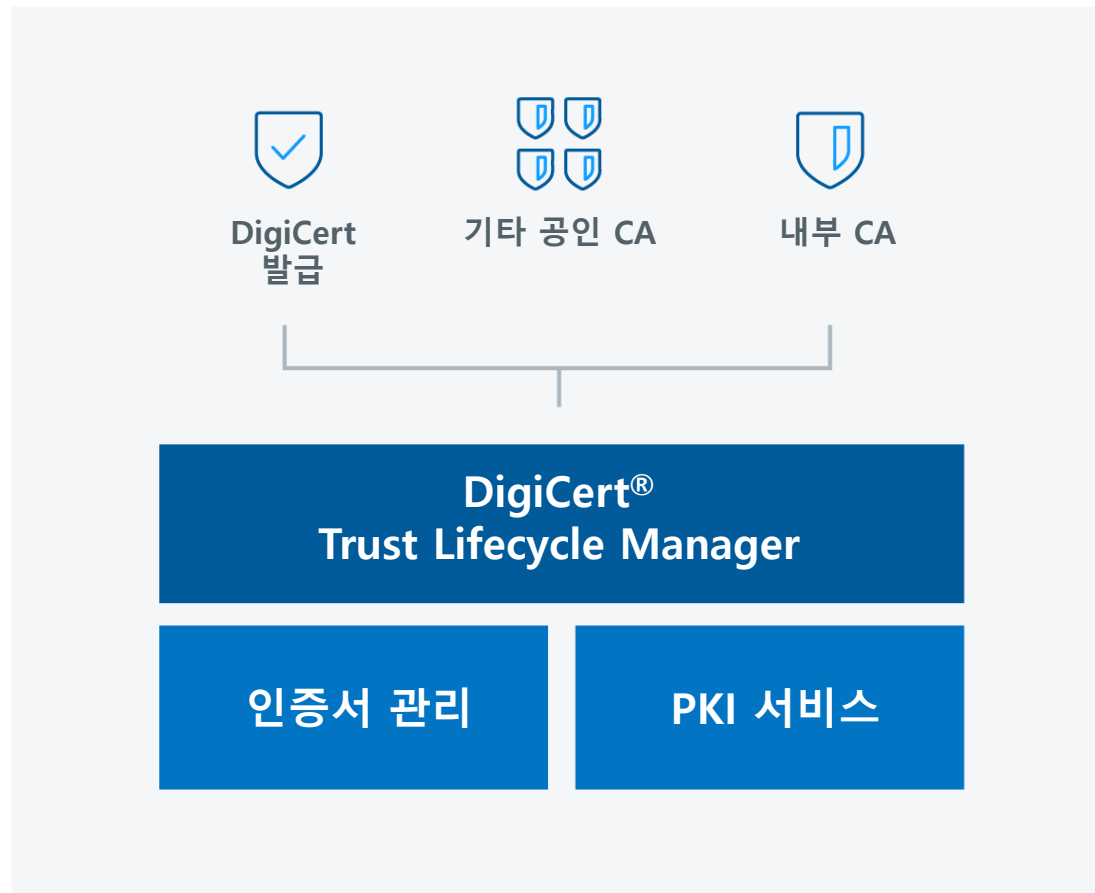 DigiCert
발급
기타 공인 CA
내부 CA
DigiCert®
Trust Lifecycle Manager
인증서 관리
PKI 서비스